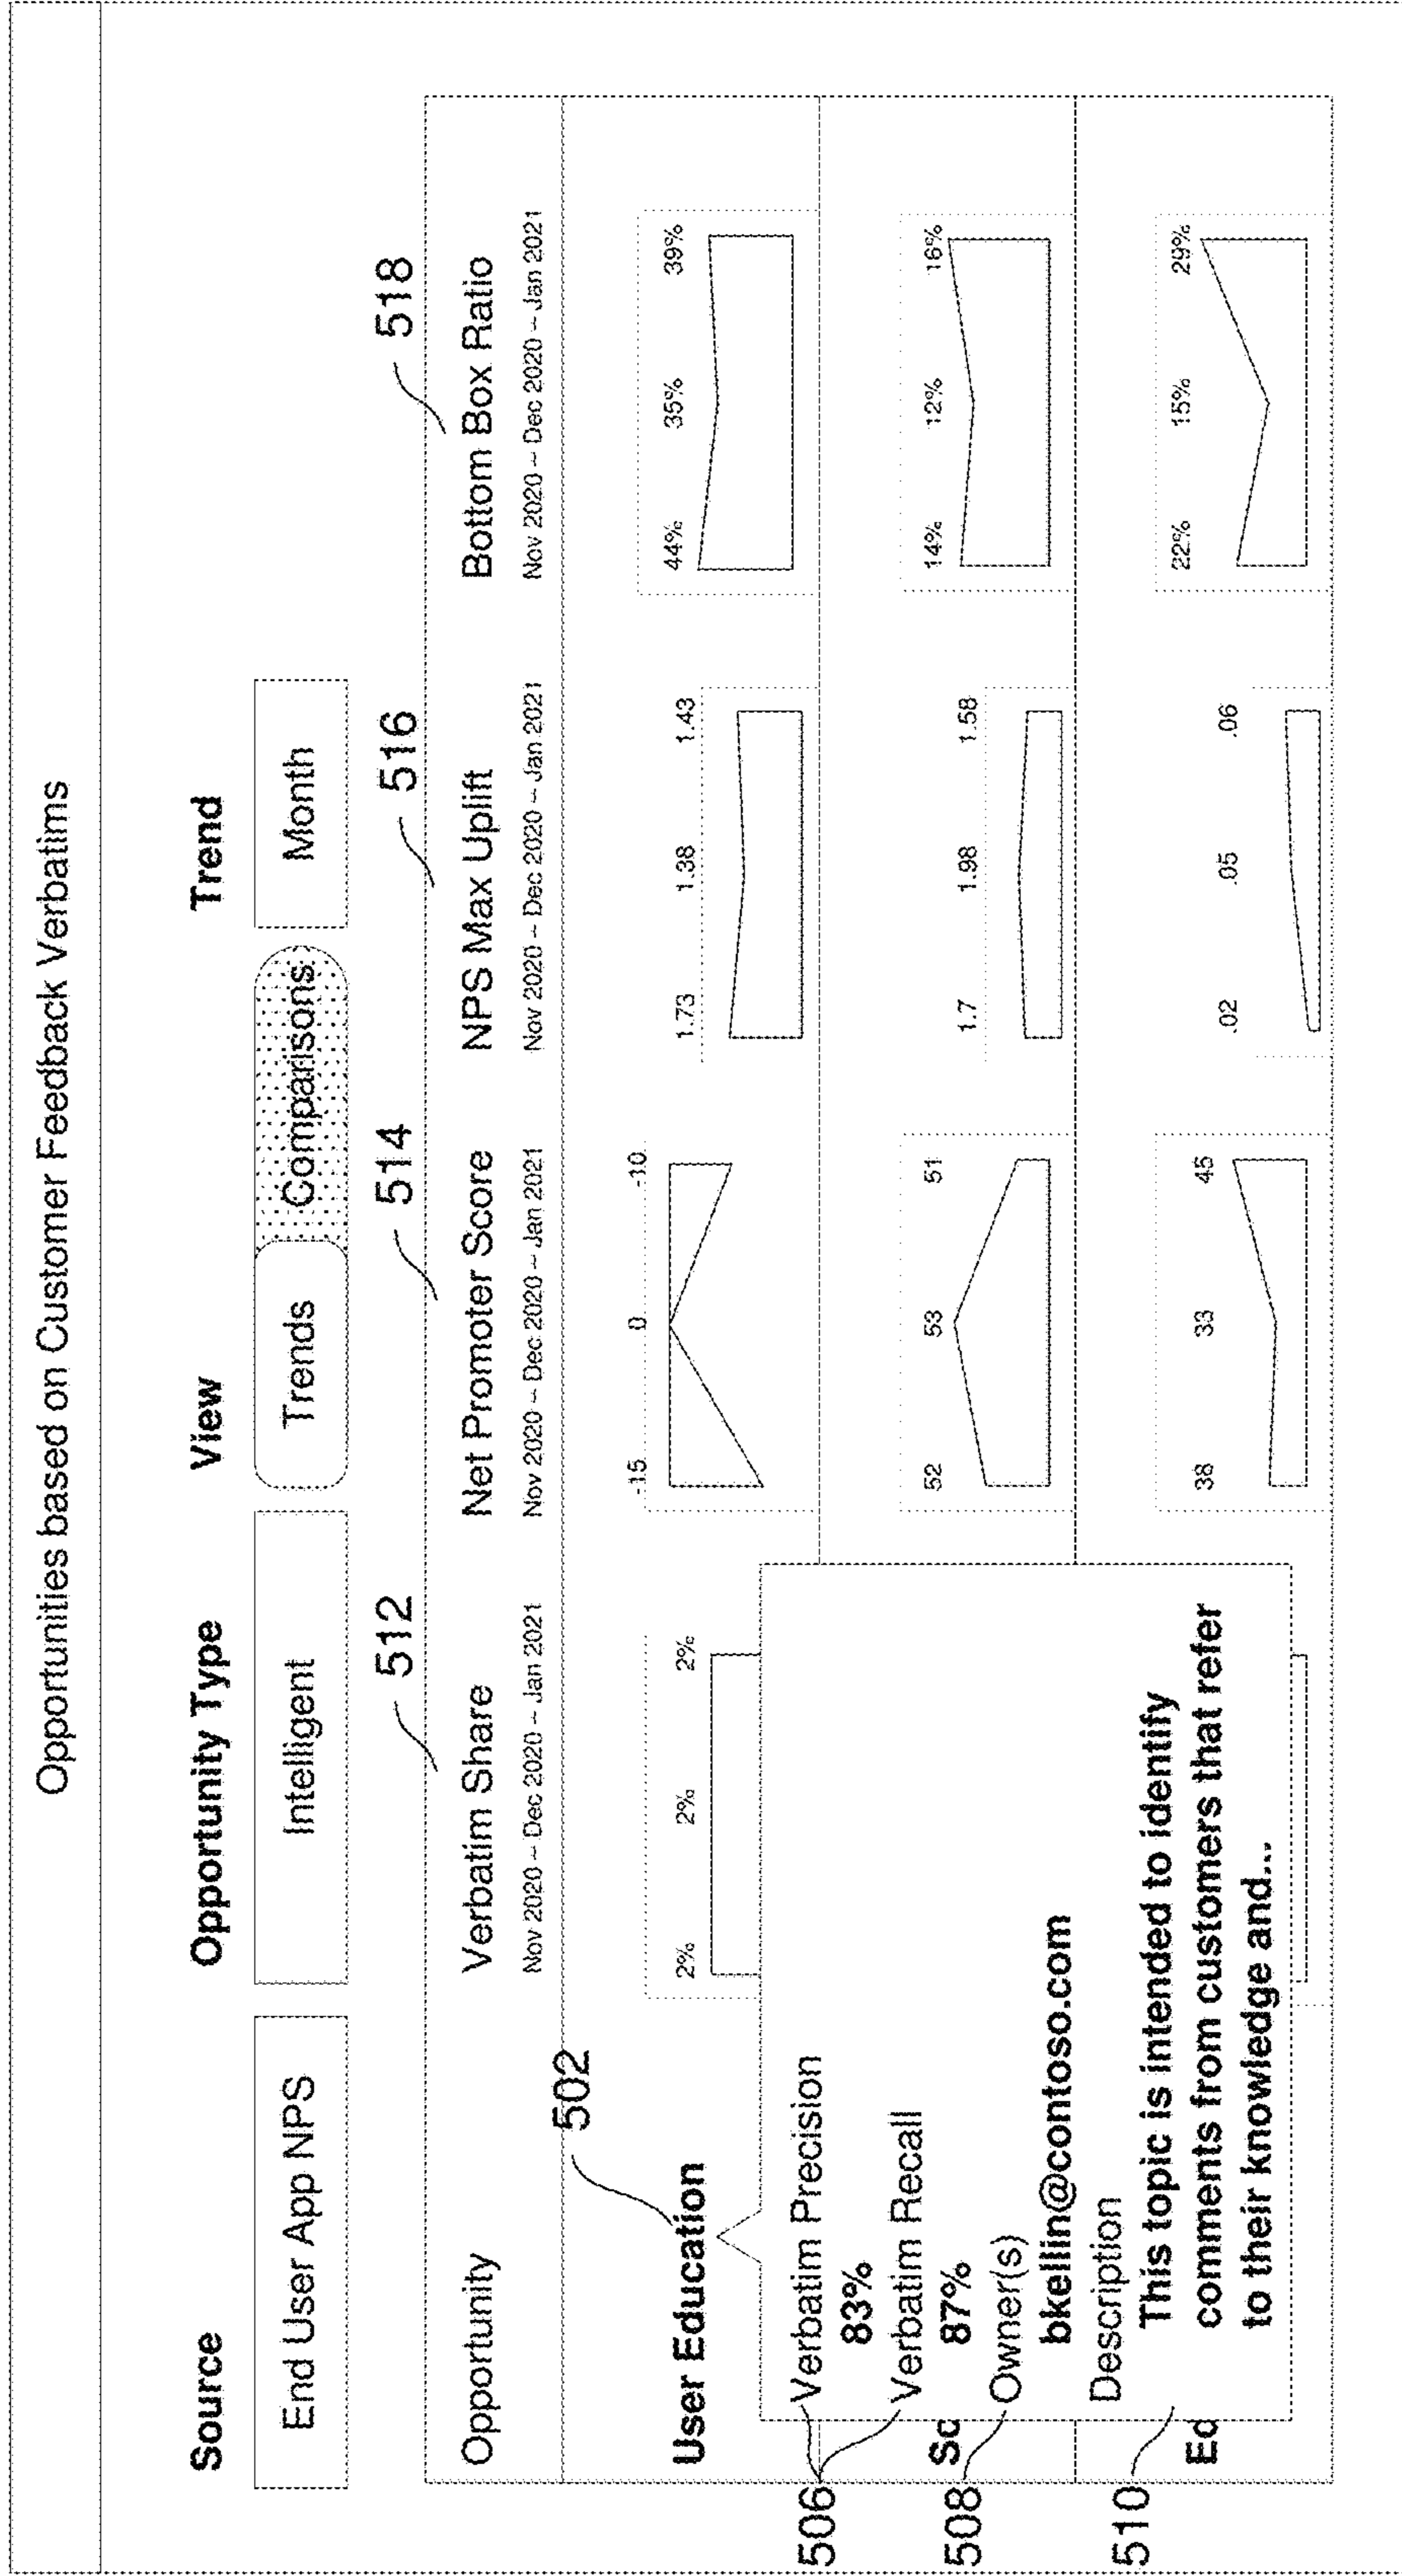 Opportunities based on Customer Feedback Verbatims
Source
Opportunity Type
View
Trend
End User App NPS
Intelligent
Trends
Comparisons
Month
512
514
516
518
Opportunity
Verbatim Share
Net Promoter Score
NPS Max Uplift
Bottom Box Ratio
Nov 2020 – Dec 2020 – Jan 2021
Nov 2020 – Dec 2020 – Jan 2021
Nov 2020 – Dec 2020 – Jan 2021
Nov 2020 – Dec 2020 – Jan 2021
502
User Education
2% 2% 2%
-15 0 -10
1.73 1.38 1.43
44% 35% 39%
506
Verbatim Precision
83%
Verbatim Recall
87%
Sc
52 53 51
1.7 1.98 1.58
14% 12% 16%
508
Owner(s)
bkellin@contoso.com
510
Description
This topic is intended to identify
comments from customers that refer
to their knowledge and...
Ed
38 33 45
.02 .05 .06
22% 15% 29%